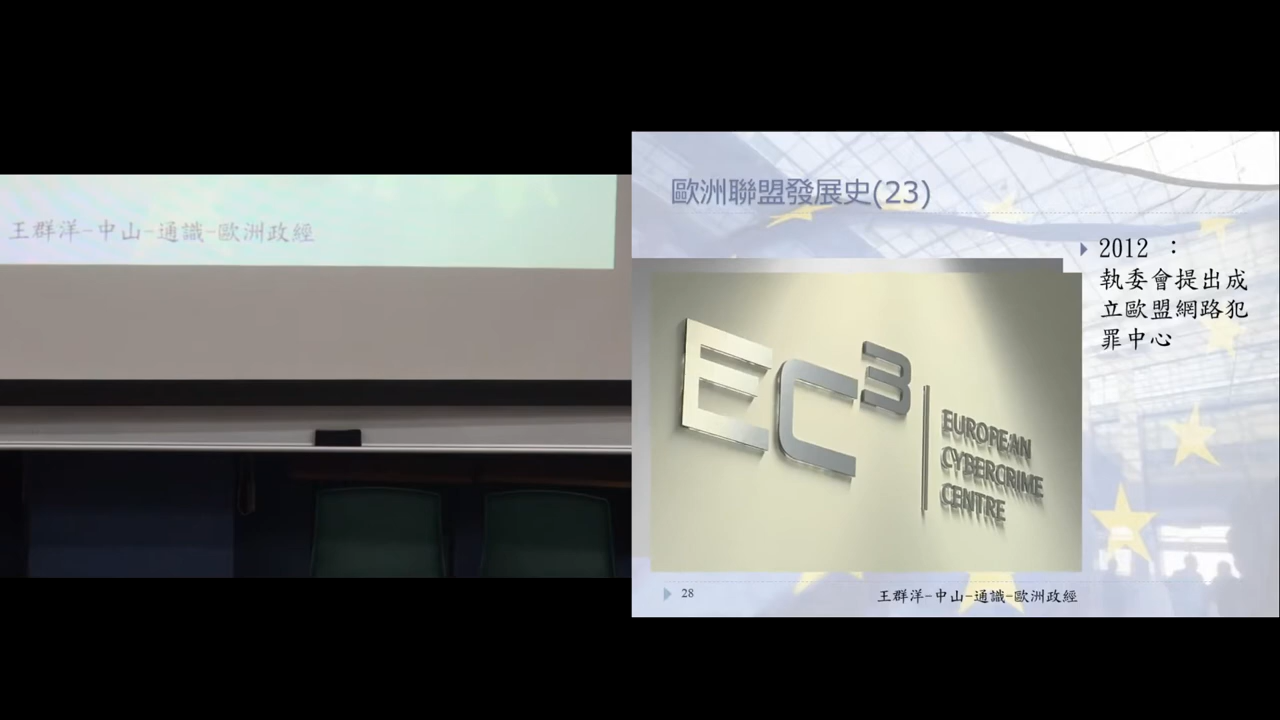 王群洋-中山-通識-歐洲政經
歐洲聯盟發展史(23)
2012 ：
執委會提出成
立歐盟網路犯
罪中心
EC3
EUROPEAN
CYBERCRIME
CENTRE
28
王群洋-中山-通識-歐洲政經